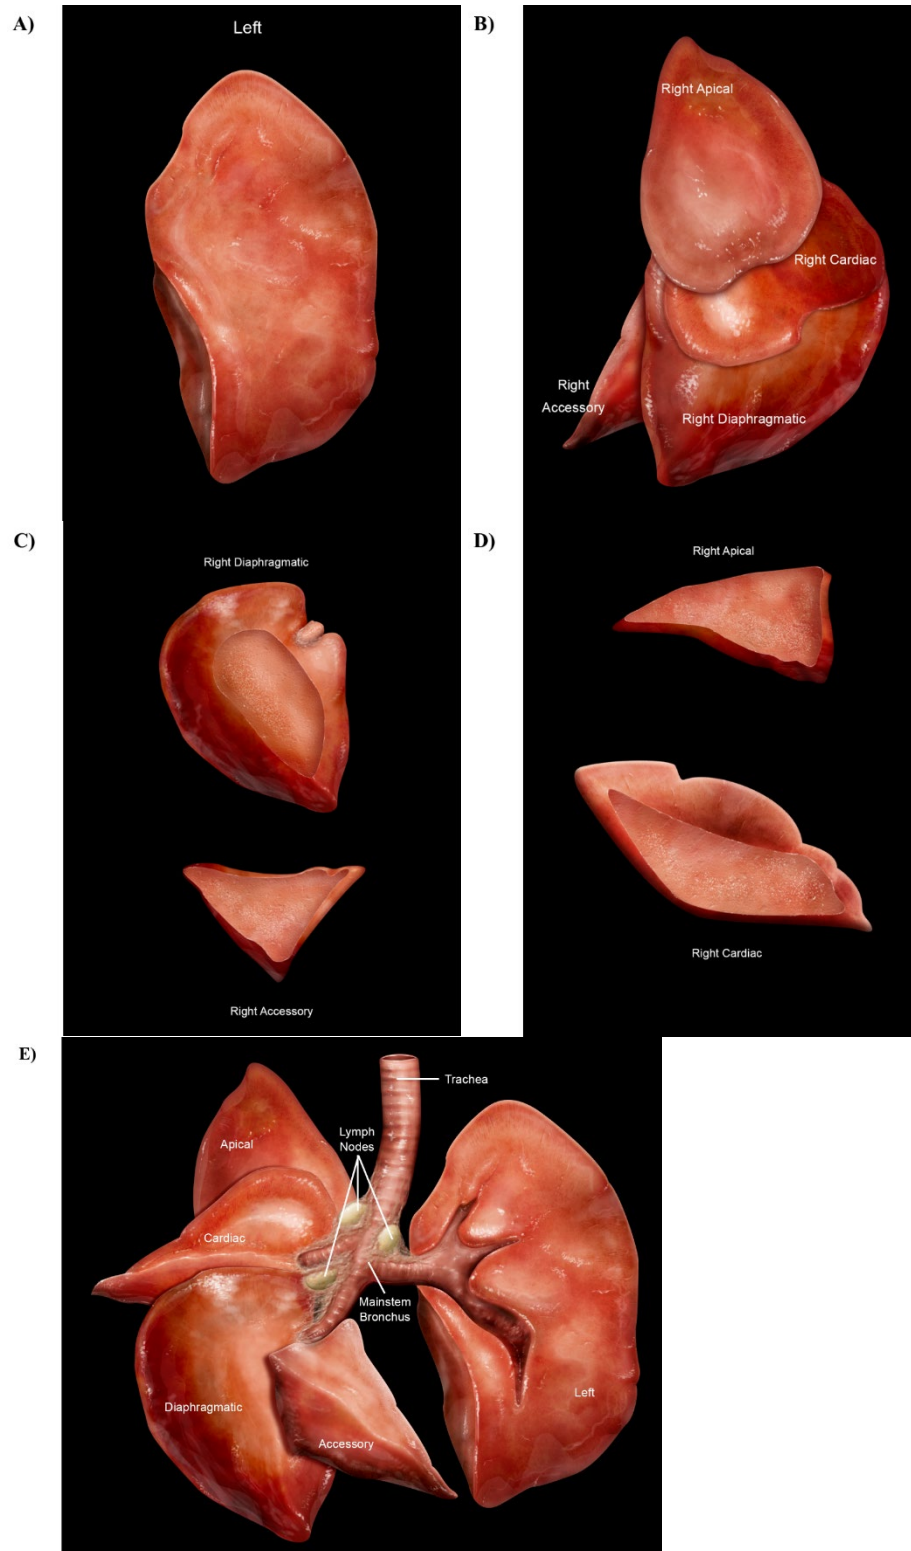 A)
Left
B)
Right Apical
Right Cardiac
Right
Accessory
Right Diaphragmatic
C)
Right Diaphragmatic
Right Accessory
D)
Right Apical
Right Cardiac
E)
Trachea
Lymph
Nodes
Apical
Cardiac
Mainstem
Bronchus
Left
Diaphragmatic
Accessory